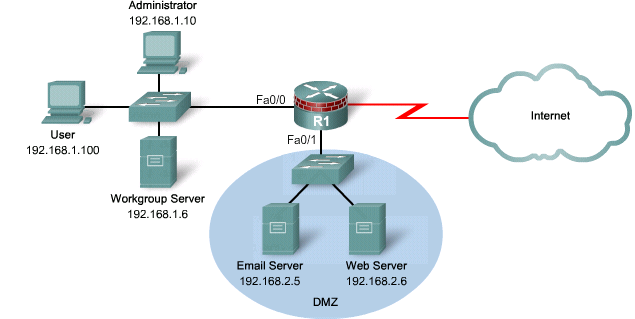 Administrator
192.168.1.10
User
192.168.1.100
Workgroup Server
192.168.1.6
Fa0/0
R1
Fa0/1
Internet
Email Server
192.168.2.5
Web Server
192.168.2.6
DMZ